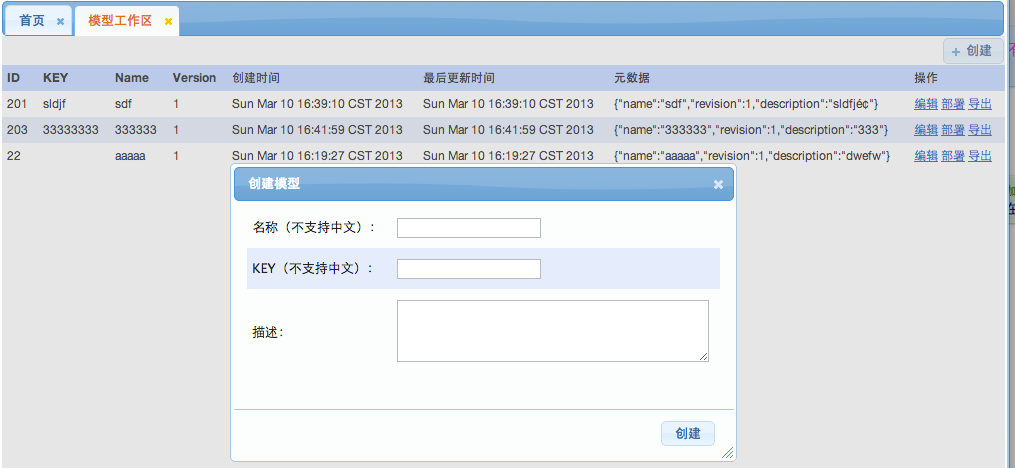 首页 模型工作区
+ 创建
ID KEY Name Version 创建时间 最后更新时间 元数据 操作
201 sldjf sdf 1 Sun Mar 10 16:39:10 CST 2013 Sun Mar 10 16:39:10 CST 2013 {"name":"sdf","revision":1,"description":"sldfjé¢"} 编辑 部署 导出
203 33333333 333333 1 Sun Mar 10 16:41:59 CST 2013 Sun Mar 10 16:41:59 CST 2013 {"name":"333333","revision":1,"description":"333"} 编辑 部署 导出
22 aaaaa 1 Sun Mar 10 16:19:27 CST 2013 Sun Mar 10 16:19:27 CST 2013 {"name":"aaaaa","revision":1,"description":"dwefw"} 编辑 部署 导出
创建模型
名称（不支持中文）：
KEY（不支持中文）：
描述：
创建